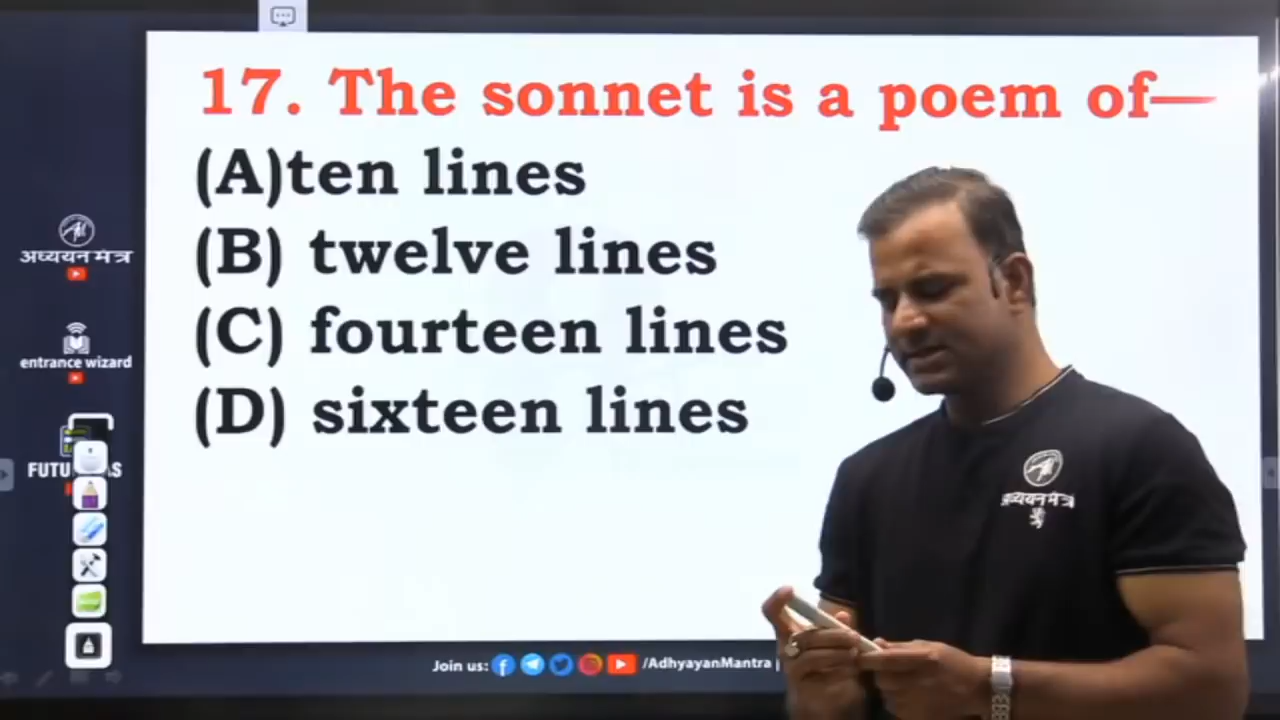 17. The sonnet is a poem of—
(A)ten lines
(B) twelve lines
(C) fourteen lines
(D) sixteen lines
अध्ययन मंत्र
entrance wizard
अध्ययन मंत्र
Join us: /AdhyayanMantra |